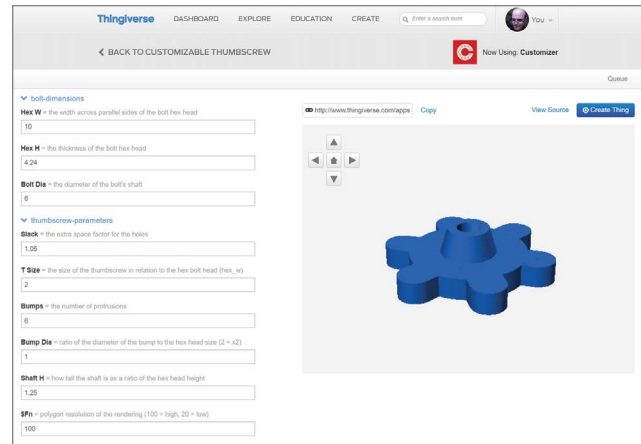 Thingiverse DASHBOARD EXPLORE EDUCATION CREATE Enter a search term You
BACK TO CUSTOMIZABLE THUMBSCREW
Now Using: Customizer
Queue
bolt-dimensions
Hex W = the width across parallel sides of the bolt hex head
10
Hex H = the thickness of the bolt hex head
4.24
Bolt Dia = the diameter of the bolt's shaft
6
thumbscrew-parameters
Slack = the extra space factor for the holes
1.05
T Size = the size of the thumbscrew in relation to the hex bolt head (hex_w)
2
Bumps = the number of protrusions
6
Bump Dia = ratio of the diameter of the bump to the hex head size (2 = x2)
1
Shaft H = how tall the shaft is as a ratio of the hex head height
1.25
$Fn = polygon resolution of the rendering (100 = high, 20 = low)
100
http://www.thingiverse.com/apps Copy View Source Create Thing